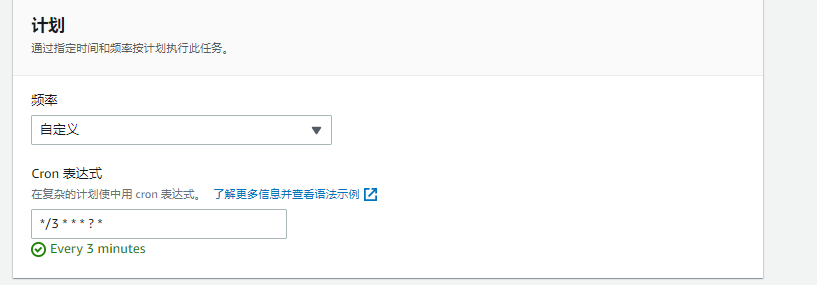 计划
通过指定时间和频率按计划执行此任务。
频率
自定义
Cron 表达式
在复杂的计划使中用 cron 表达式。 了解更多信息并查看语法示例
*/3 * * * ? *
Every 3 minutes